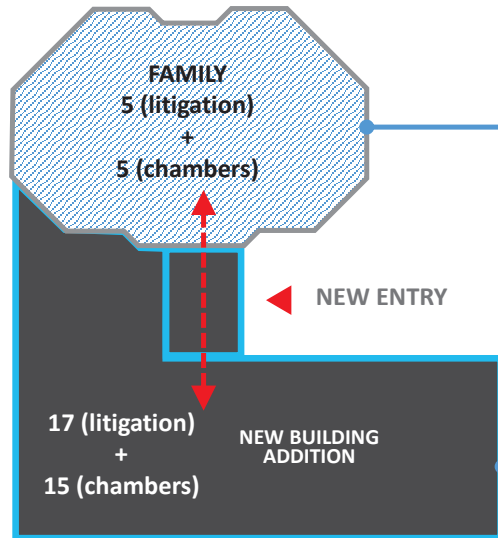 FAMILY
5 (litigation)
+
5 (chambers)
NEW ENTRY
17 (litigation)
+
15 (chambers)
NEW BUILDING
ADDITION